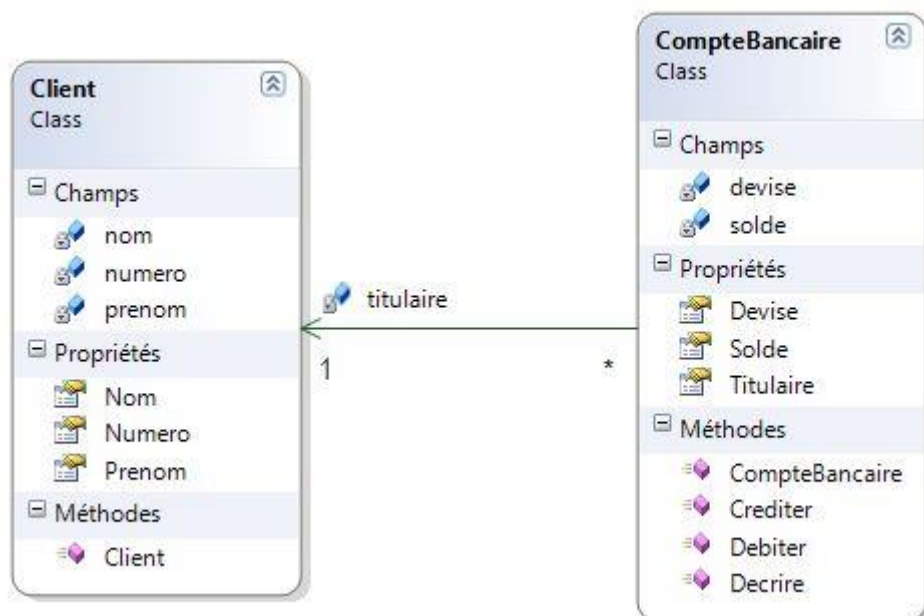 Client
Class
Champs
nom
numero
prenom
Propriétés
Nom
Numero
Prenom
Méthodes
Client
titulaire
1
*
CompteBancaire
Class
Champs
devise
solde
Propriétés
Devise
Solde
Titulaire
Méthodes
CompteBancaire
Crediter
Debiter
Decrire